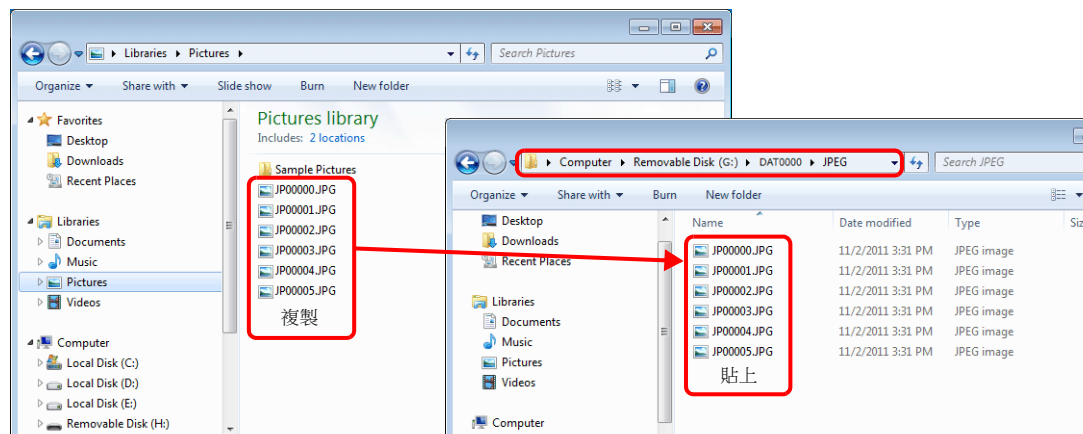 Libraries ▸ Pictures ▸
Search Pictures
Organize ▾ Share with ▾ Slide show Burn New folder
Favorites
Desktop
Downloads
Recent Places
Libraries
Documents
Music
Pictures
Videos
Computer
Local Disk (C:)
Local Disk (D:)
Local Disk (E:)
Removable Disk (H:)
Pictures library
Includes: 2 locations
Sample Pictures
JP00000.JPG
JP00001.JPG
JP00002.JPG
JP00003.JPG
JP00004.JPG
JP00005.JPG
複製
Computer ▸ Removable Disk (G:) ▸ DAT0000 ▸ JPEG
Search JPEG
Organize ▾ Share with ▾ Burn New folder
Desktop
Downloads
Recent Places
Libraries
Documents
Music
Pictures
Videos
Computer
Name Date modified Type Siz
JP00000.JPG 11/2/2011 3:31 PM JPEG image
JP00001.JPG 11/2/2011 3:31 PM JPEG image
JP00002.JPG 11/2/2011 3:31 PM JPEG image
JP00003.JPG 11/2/2011 3:31 PM JPEG image
JP00004.JPG 11/2/2011 3:31 PM JPEG image
JP00005.JPG 11/2/2011 3:31 PM JPEG image
貼上